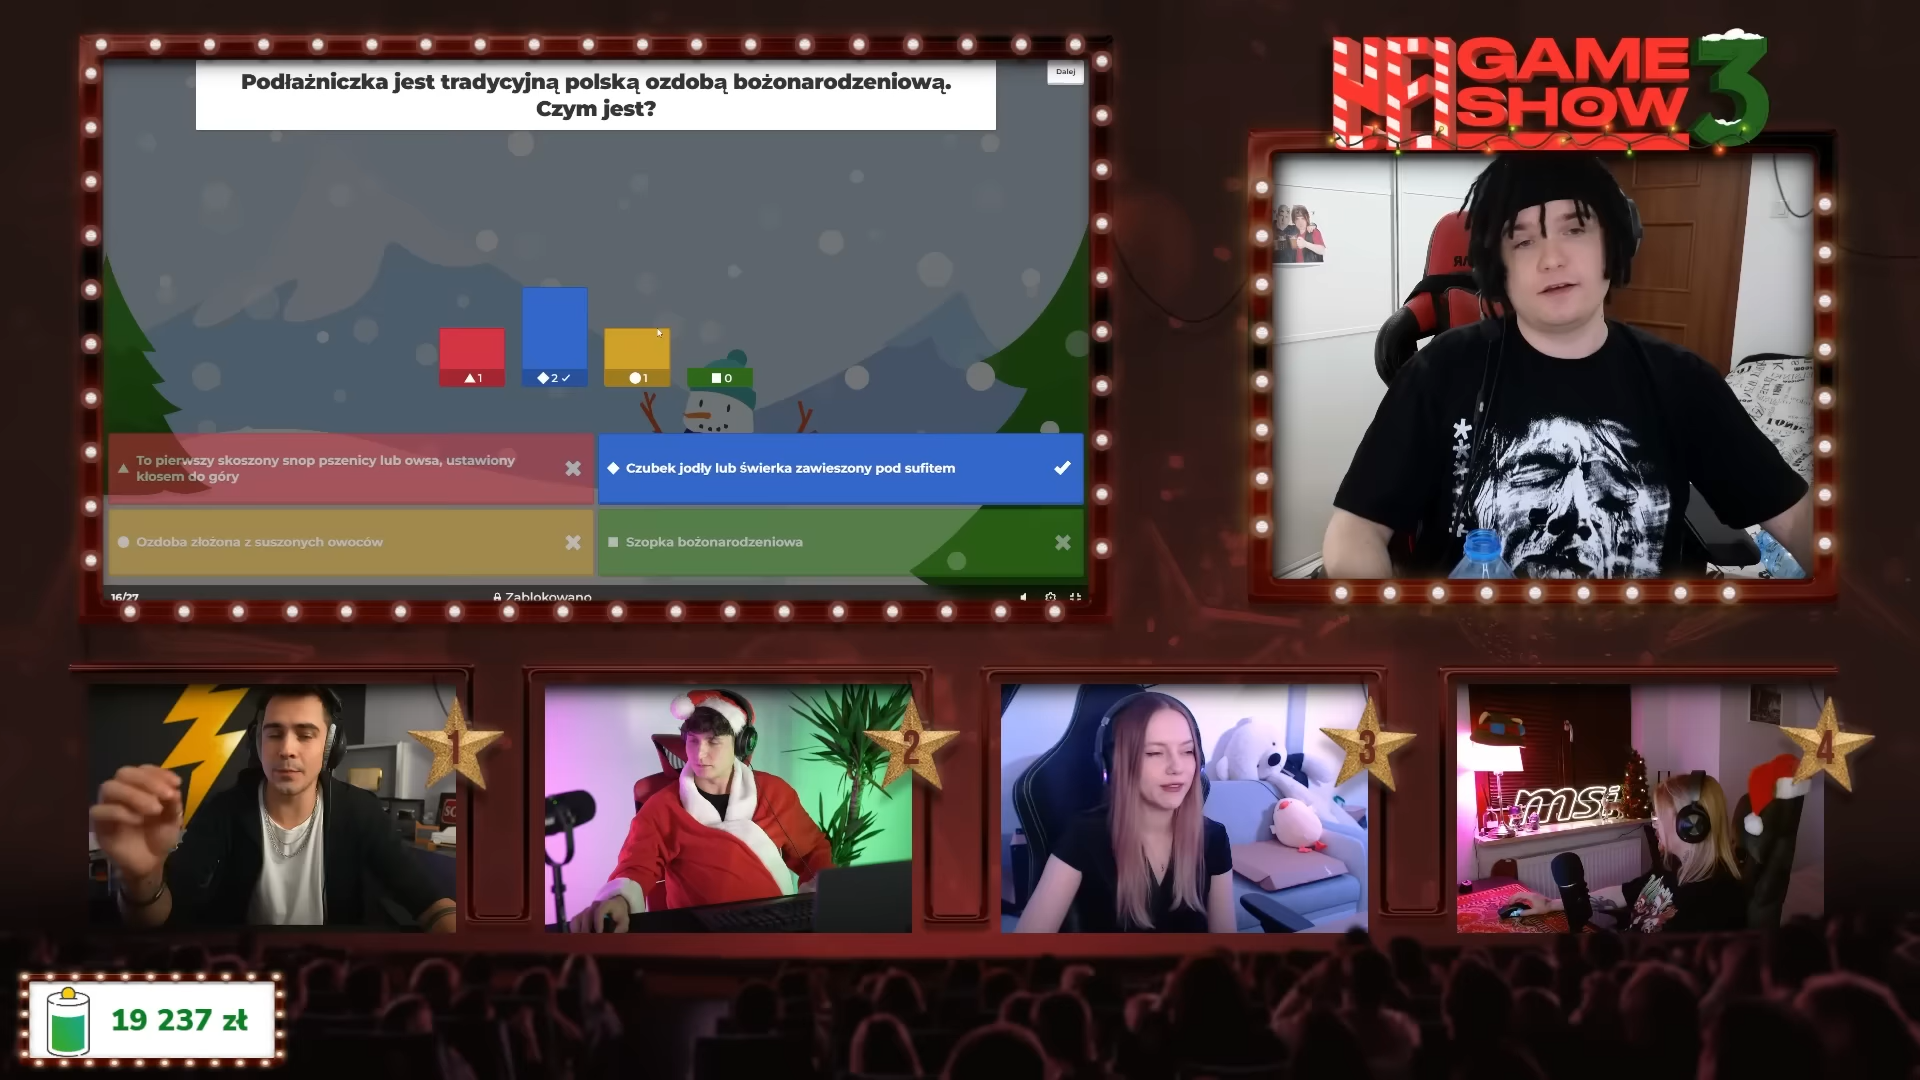 Podłaźniczka jest tradycyjną polską ozdobą bożonarodzeniową.
Czym jest?
Dalej
GAME
SHOW
3
1
2
1
0
To pierwszy skoszony snop pszenicy lub owsa, ustawiony
kłosem do góry
Czubek jodły lub świerka zawieszony pod sufitem
Ozdoba złożona z suszonych owoców
Szopka bożonarodzeniowa
16/27
Zablokowano
1
2
3
4
msi
19 237 zł